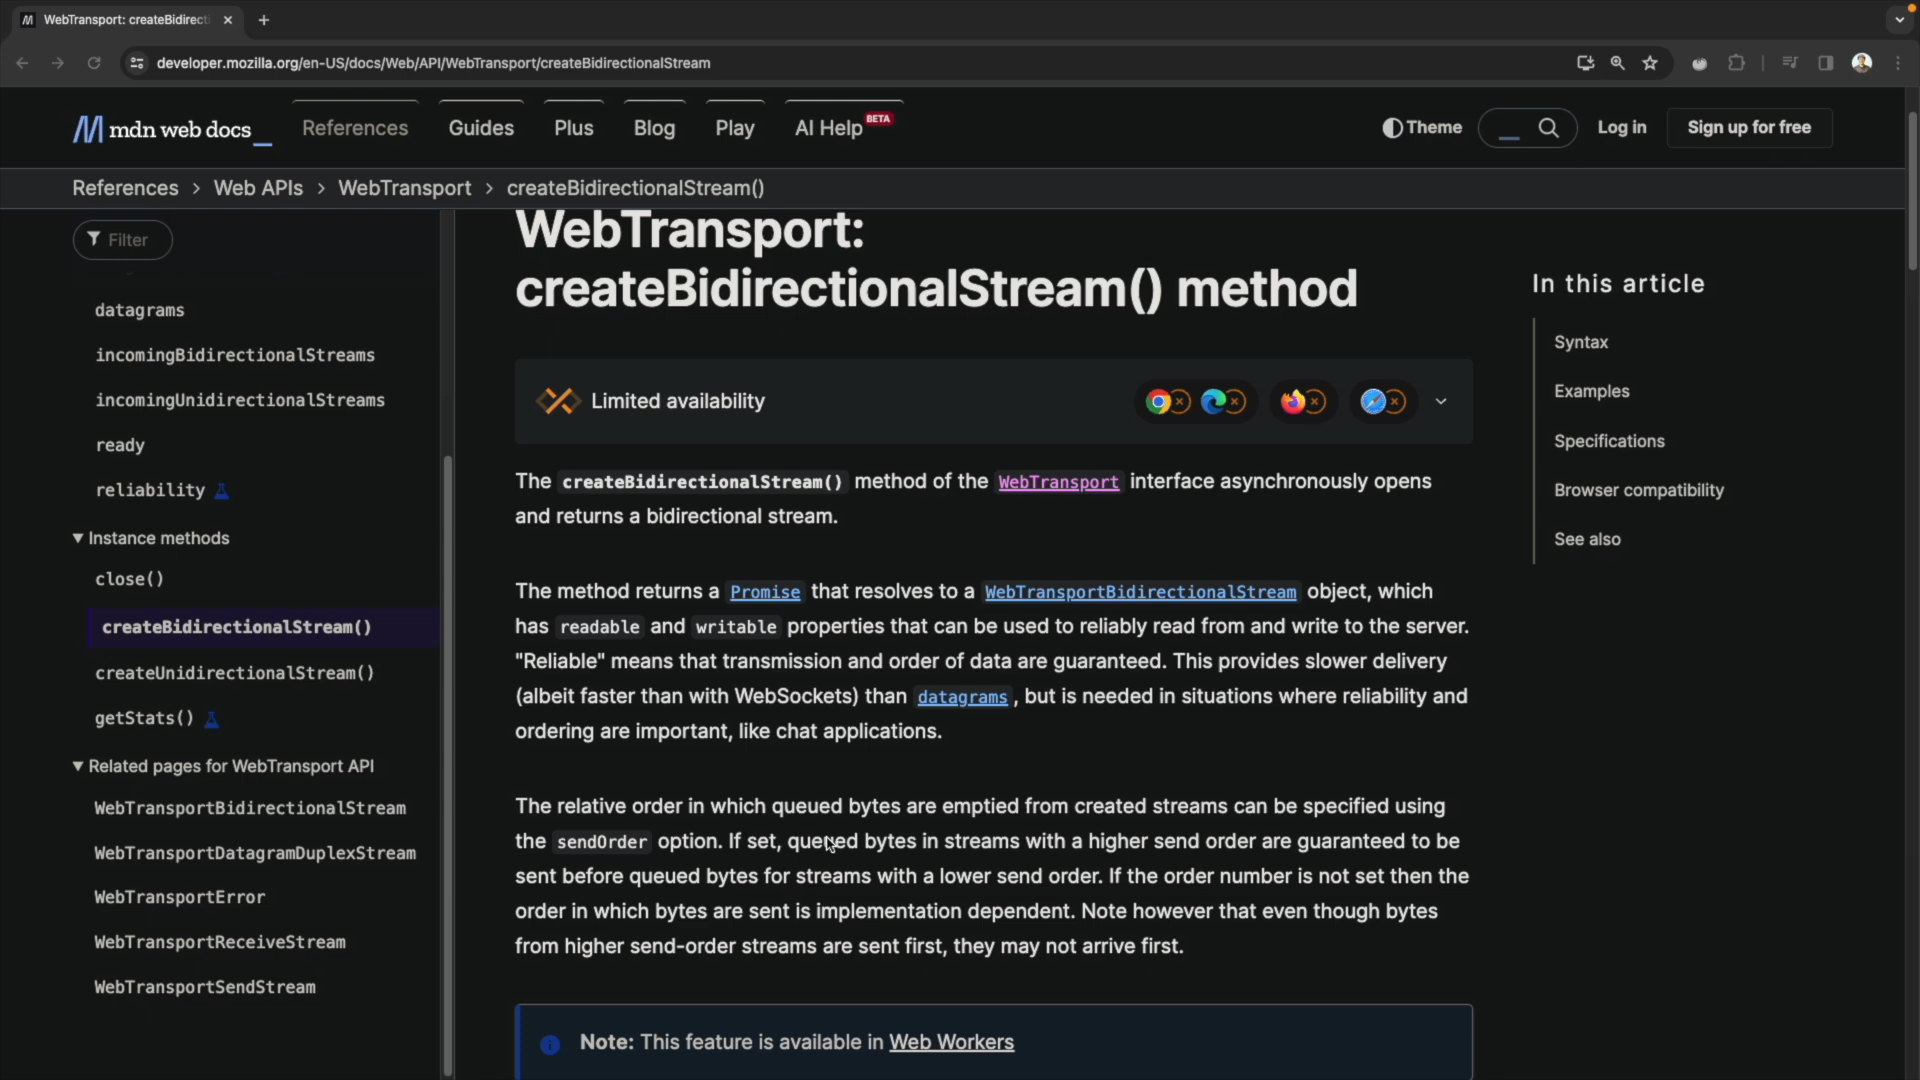 WebTransport: createBidirecti
developer.mozilla.org/en-US/docs/Web/API/WebTransport/createBidirectionalStream
mdn web docs_
References Guides Plus Blog Play AI Help BETA
Theme Log in Sign up for free
References > Web APIs > WebTransport > createBidirectionalStream()
Filter
datagrams
incomingBidirectionalStreams
incomingUnidirectionalStreams
ready
reliability
Instance methods
close()
createBidirectionalStream()
createUnidirectionalStream()
getStats()
Related pages for WebTransport API
WebTransportBidirectionalStream
WebTransportDatagramDuplexStream
WebTransportError
WebTransportReceiveStream
WebTransportSendStream
WebTransport:
createBidirectionalStream() method
Limited availability
The createBidirectionalStream() method of the WebTransport interface asynchronously opens
and returns a bidirectional stream.
The method returns a Promise that resolves to a WebTransportBidirectionalStream object, which
has readable and writable properties that can be used to reliably read from and write to the server.
"Reliable" means that transmission and order of data are guaranteed. This provides slower delivery
(albeit faster than with WebSockets) than datagrams, but is needed in situations where reliability and
ordering are important, like chat applications.
The relative order in which queued bytes are emptied from created streams can be specified using
the sendOrder option. If set, queued bytes in streams with a higher send order are guaranteed to be
sent before queued bytes for streams with a lower send order. If the order number is not set then the
order in which bytes are sent is implementation dependent. Note however that even though bytes
from higher send-order streams are sent first, they may not arrive first.
Note: This feature is available in Web Workers
In this article
Syntax
Examples
Specifications
Browser compatibility
See also